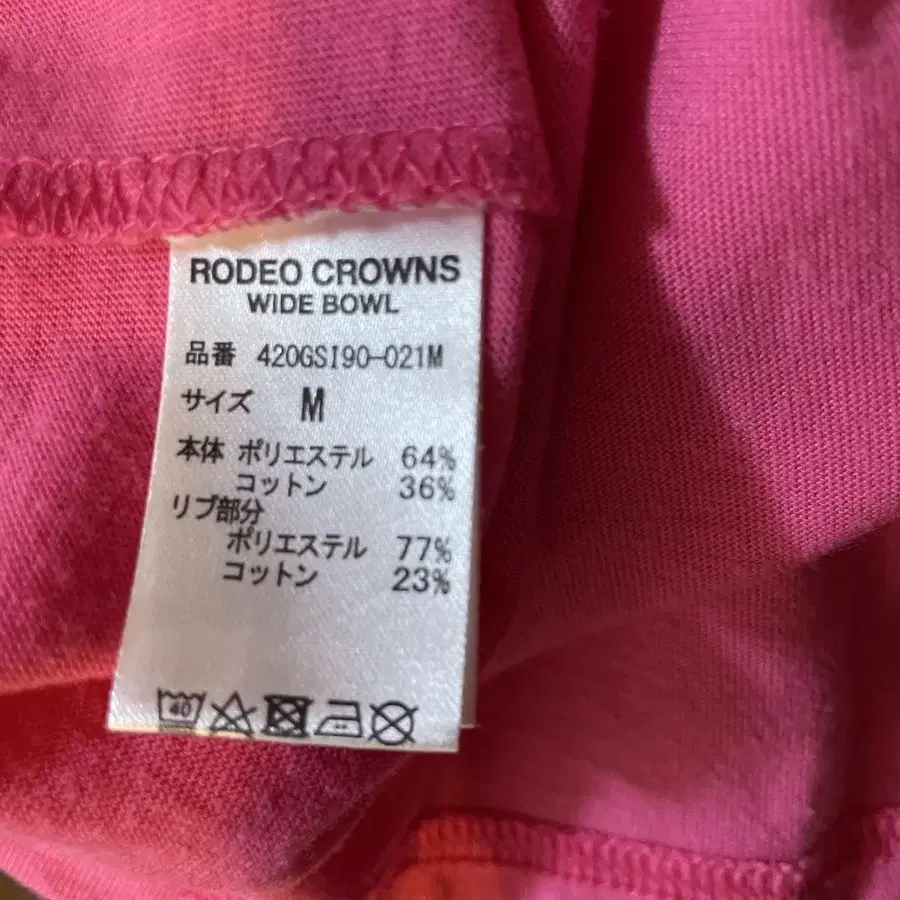 RODEO CROWNS
WIDE BOWL
品番 420GSI90-021M
サイズ M
本体 ポリエステル 64%
コットン 36%
リブ部分
ポリエステル 77%
コットン 23%
40